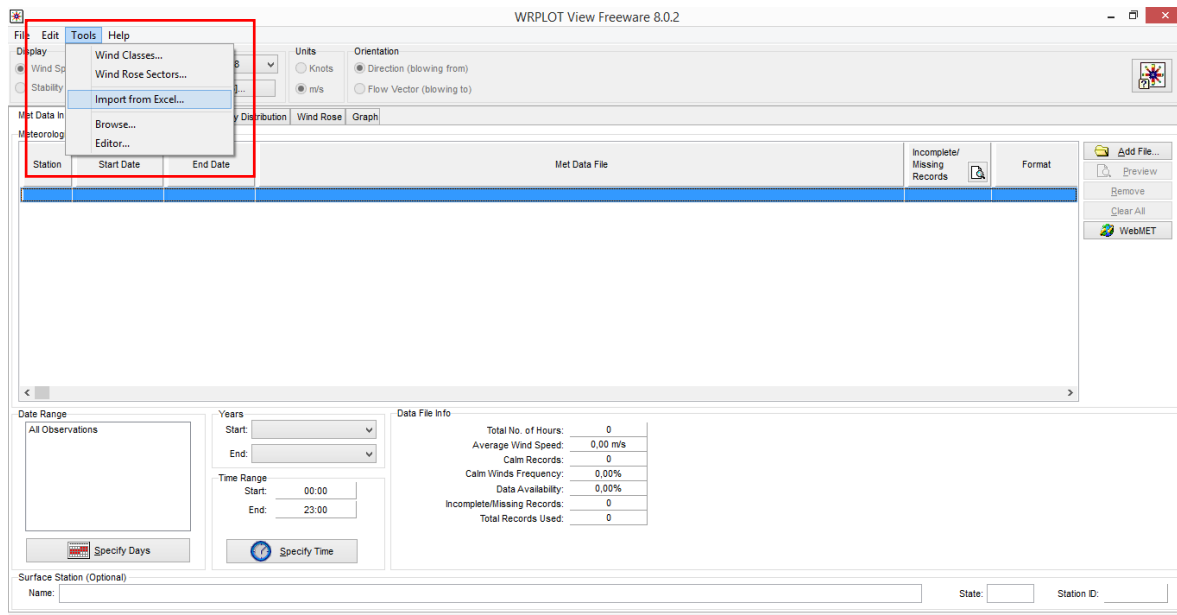 WRPLOT View Freeware 8.0.2
File Edit Tools Help
Wind Classes...
Wind Rose Sectors...
Import from Excel...
Browse...
Editor...
Display
Wind Sp
Stability
8
Units
Knots
m/s
Orientation
Direction (blowing from)
Flow Vector (blowing to)
Met Data In
y Distribution Wind Rose Graph
Meteorolog
Station Start Date End Date Met Data File Incomplete/ Missing Records Format
Add File...
Preview
Remove
Clear All
WebMET
Date Range
All Observations
Specify Days
Years
Start:
End:
Time Range
Start: 00:00
End: 23:00
Specify Time
Data File Info
Total No. of Hours: 0
Average Wind Speed: 0,00 m/s
Calm Records: 0
Calm Winds Frequency: 0,00%
Data Availability: 0,00%
Incomplete/Missing Records: 0
Total Records Used: 0
Surface Station (Optional)
Name: State: Station ID: